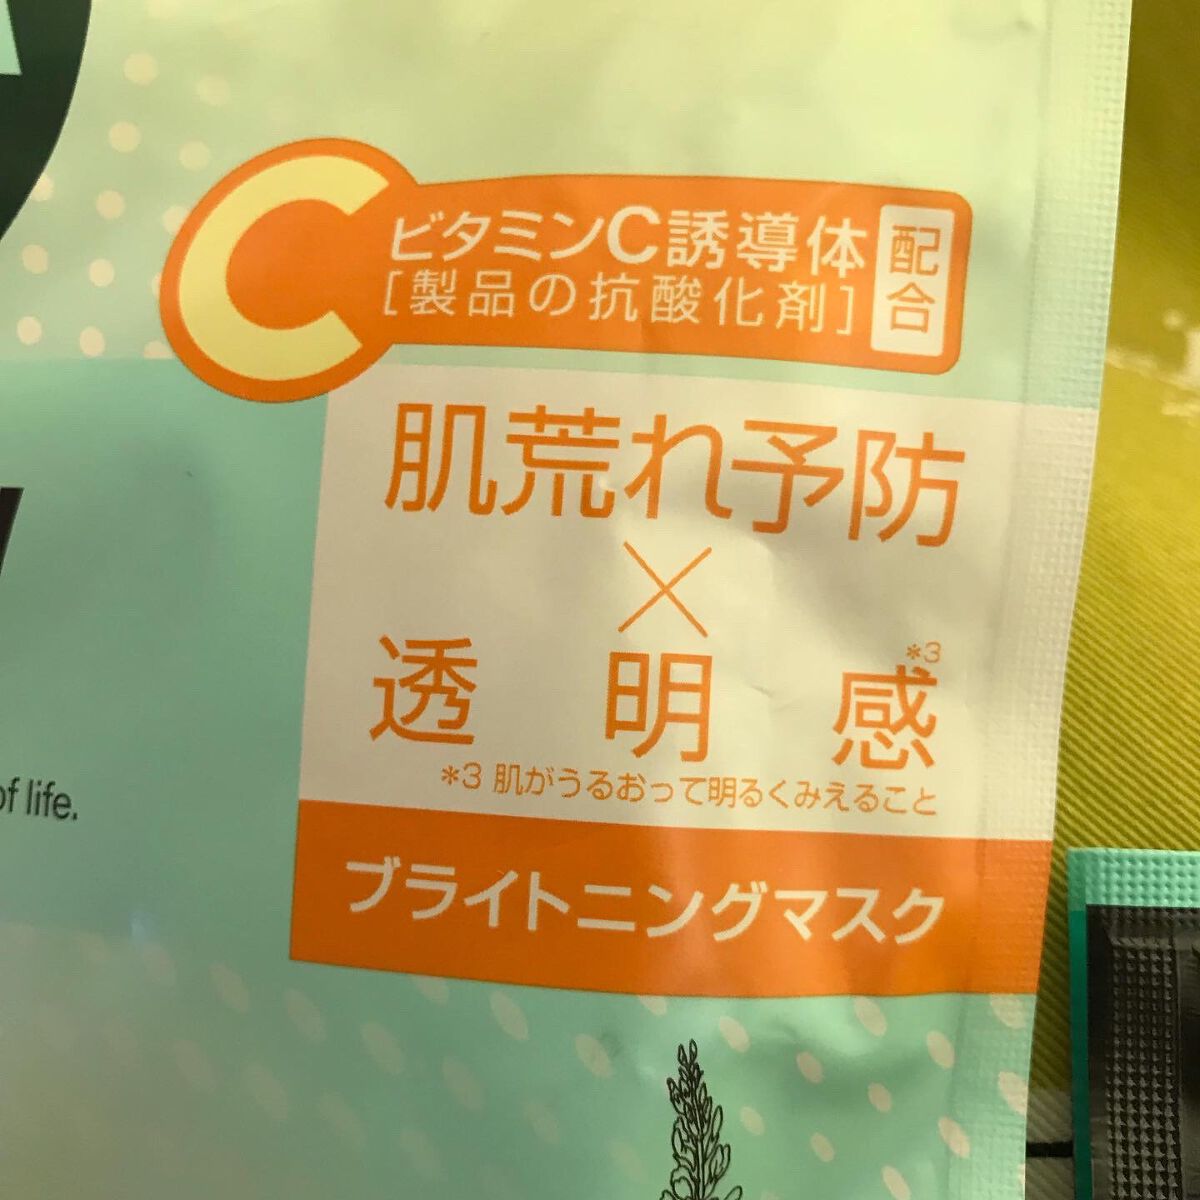 C
ビタミンC誘導体
[製品の抗酸化剤]
配合
肌荒れ予防
×
透明感*3
*3 肌がうるおって明るくみえること
of life.
ブライトニングマスク